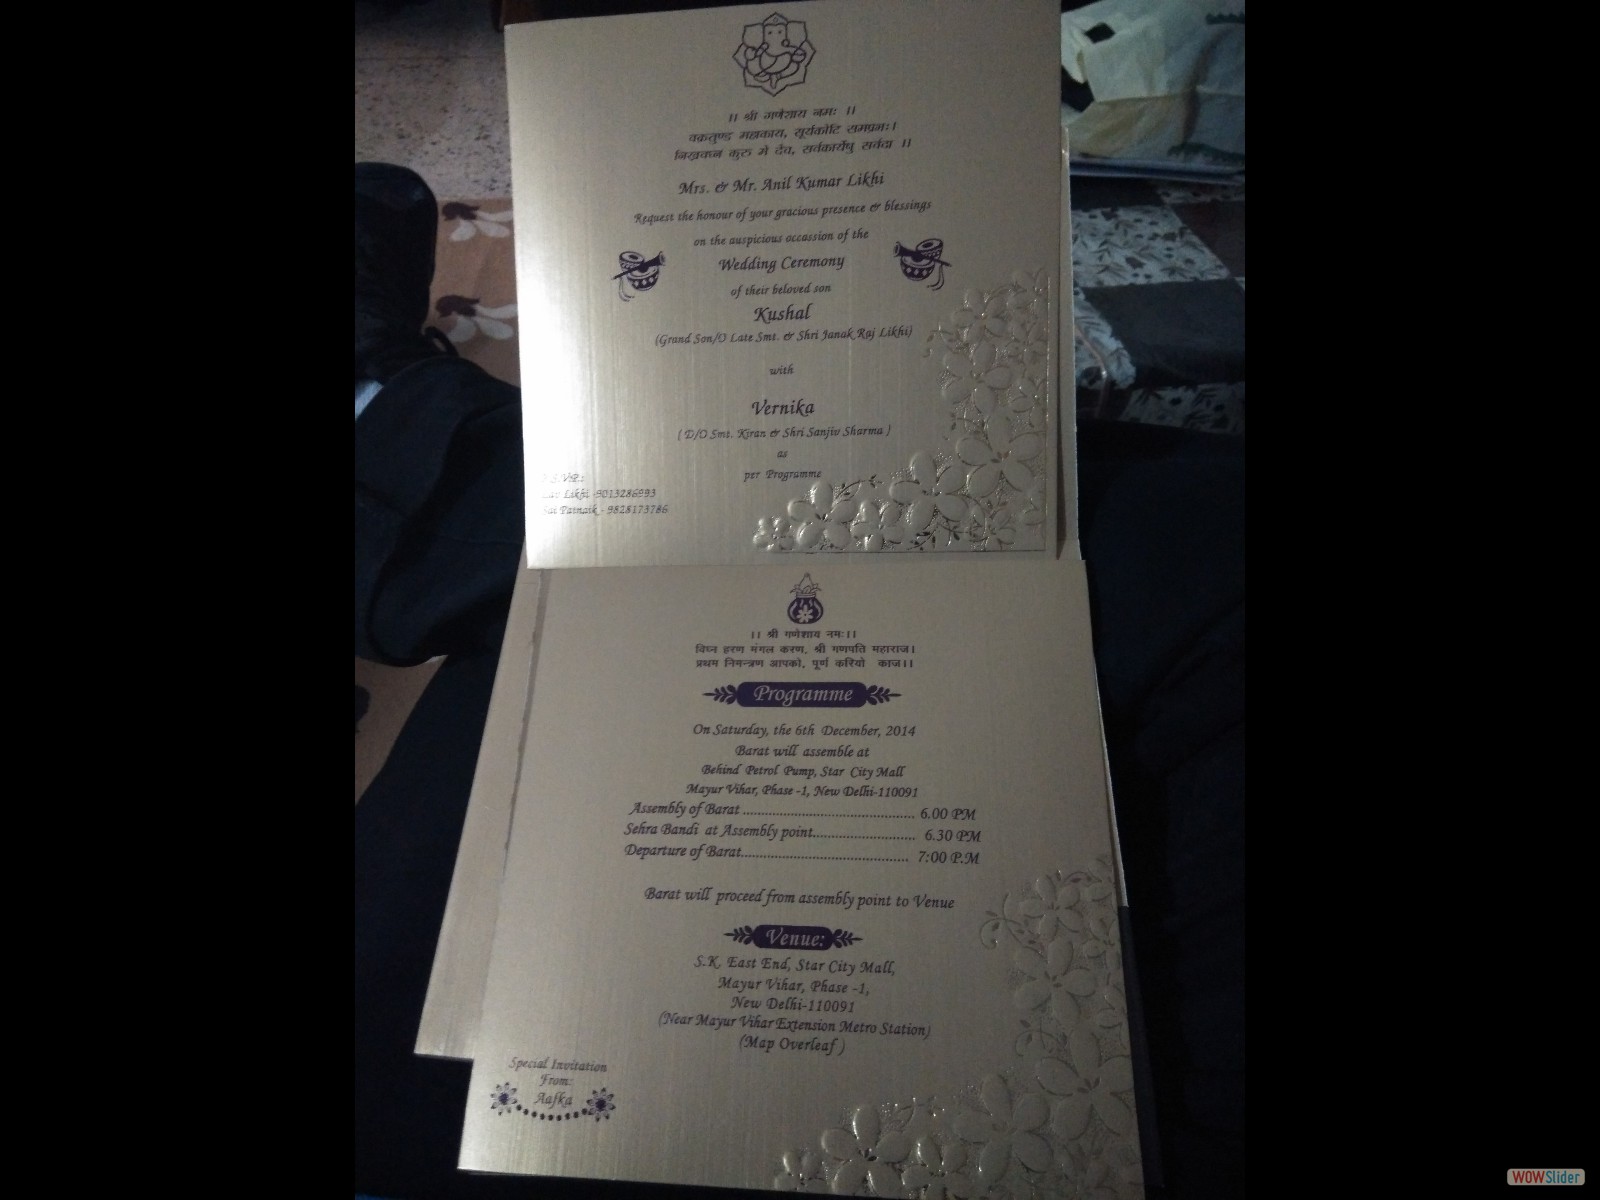 ।। श्री गणेशाय नमः ।।
वक्रतुण्ड महाकाय, सूर्यकोटि समप्रभः।
कुरु मे देव, सर्वकार्येषु सर्वदा ।।
Mrs. & Mr. Anil Kumar Likhi
Request the honour of your gracious presence & blessings
on the auspicious occassion of the
Wedding Ceremony
of their beloved son
Kushal
(Grand Son/O Late Smt. & Shri Janak Raj Likhi)
with
Vernika
( D/O Smt. Kiran & Shri Sanjiv Sharma )
as
per Programme
Likhi -9013286993
Sai Patnaik - 9828173786
।। श्री गणेशाय नमः।।
विघ्न हरण मंगल करण, श्री गणपति महाराज।
प्रथम निमन्त्रण आपको, पूर्ण करियो काज।।
Programme
On Saturday, the 6th December, 2014
Barat will assemble at
Behind Petrol Pump, Star City Mall
Mayur Vihar, Phase -1, New Delhi-110091
Assembly of Barat ........................................... 6.00 PM
Sehra Bandi at Assembly point.......................... 6.30 PM
Departure of Barat.......................................... 7:00 P.M
Barat will proceed from assembly point to Venue
Venue:
S.K. East End, Star City Mall,
Mayur Vihar, Phase -1,
New Delhi-110091
(Near Mayur Vihar Extension Metro Station)
(Map Overleaf )
Special Invitation
From:
Aafka
WOWSlider